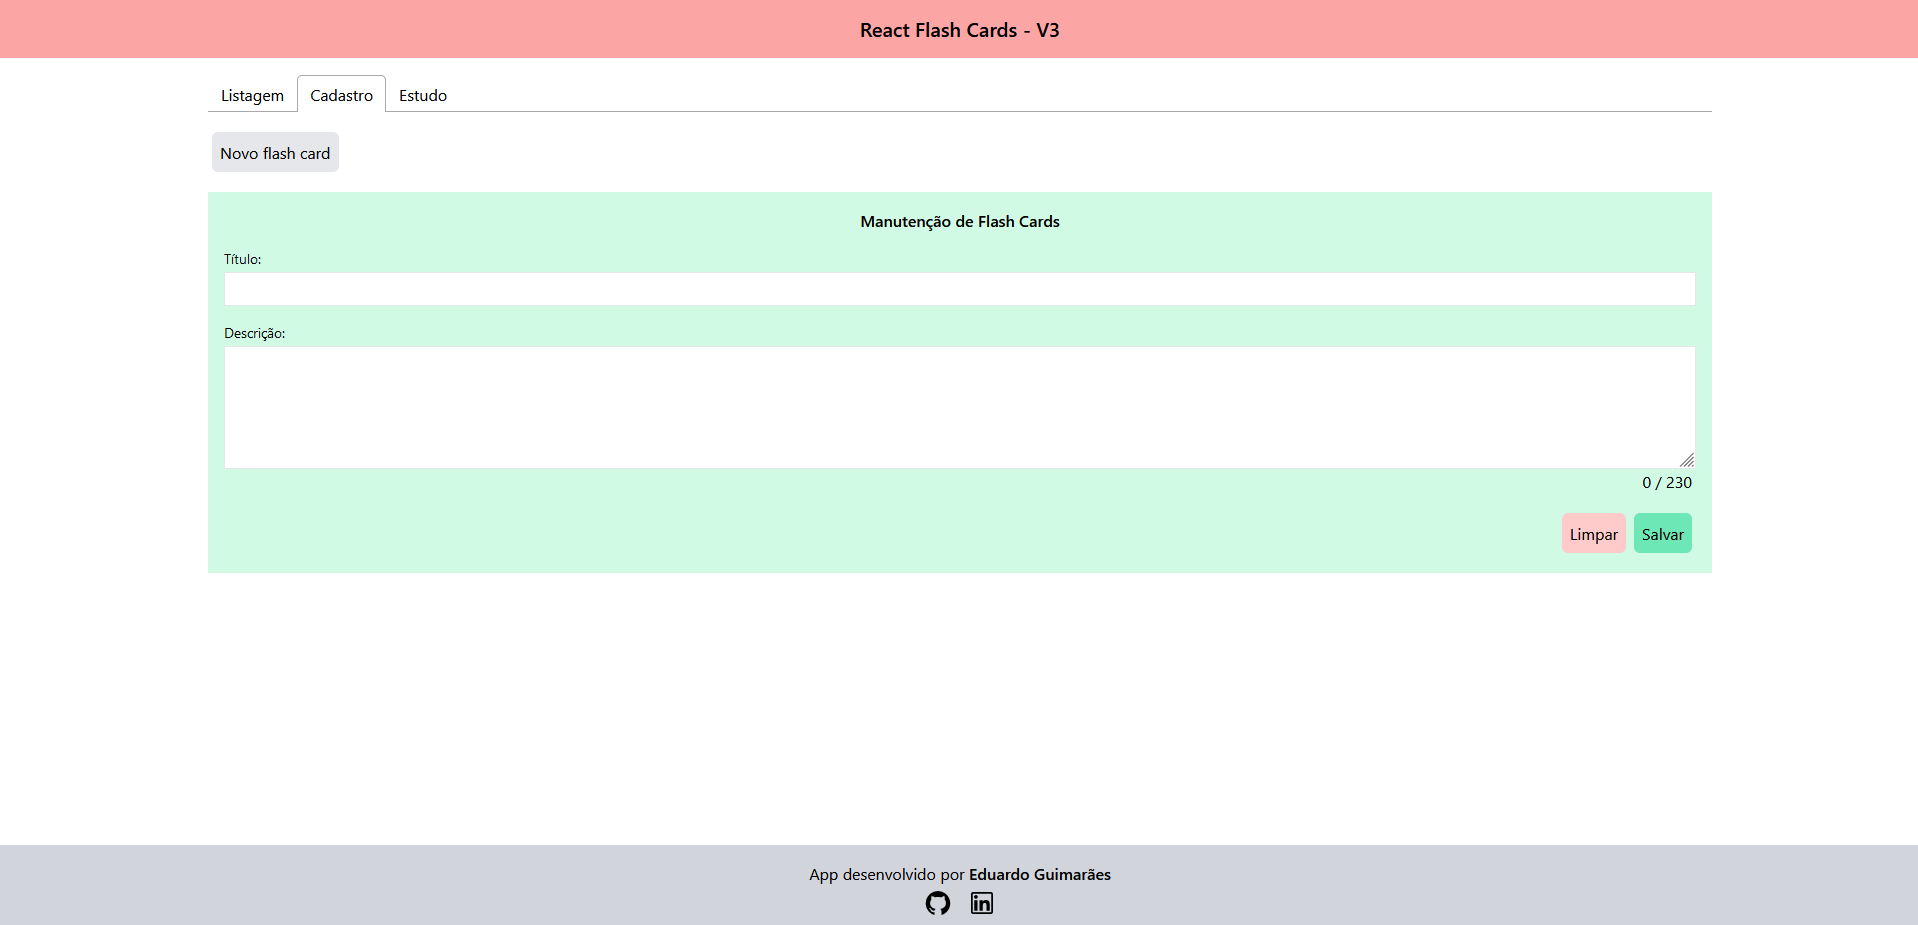 React Flash Cards - V3
Listagem Cadastro Estudo
Novo flash card
Manutenção de Flash Cards
Título:
Descrição:
0 / 230
Limpar Salvar
App desenvolvido por Eduardo Guimarães
in